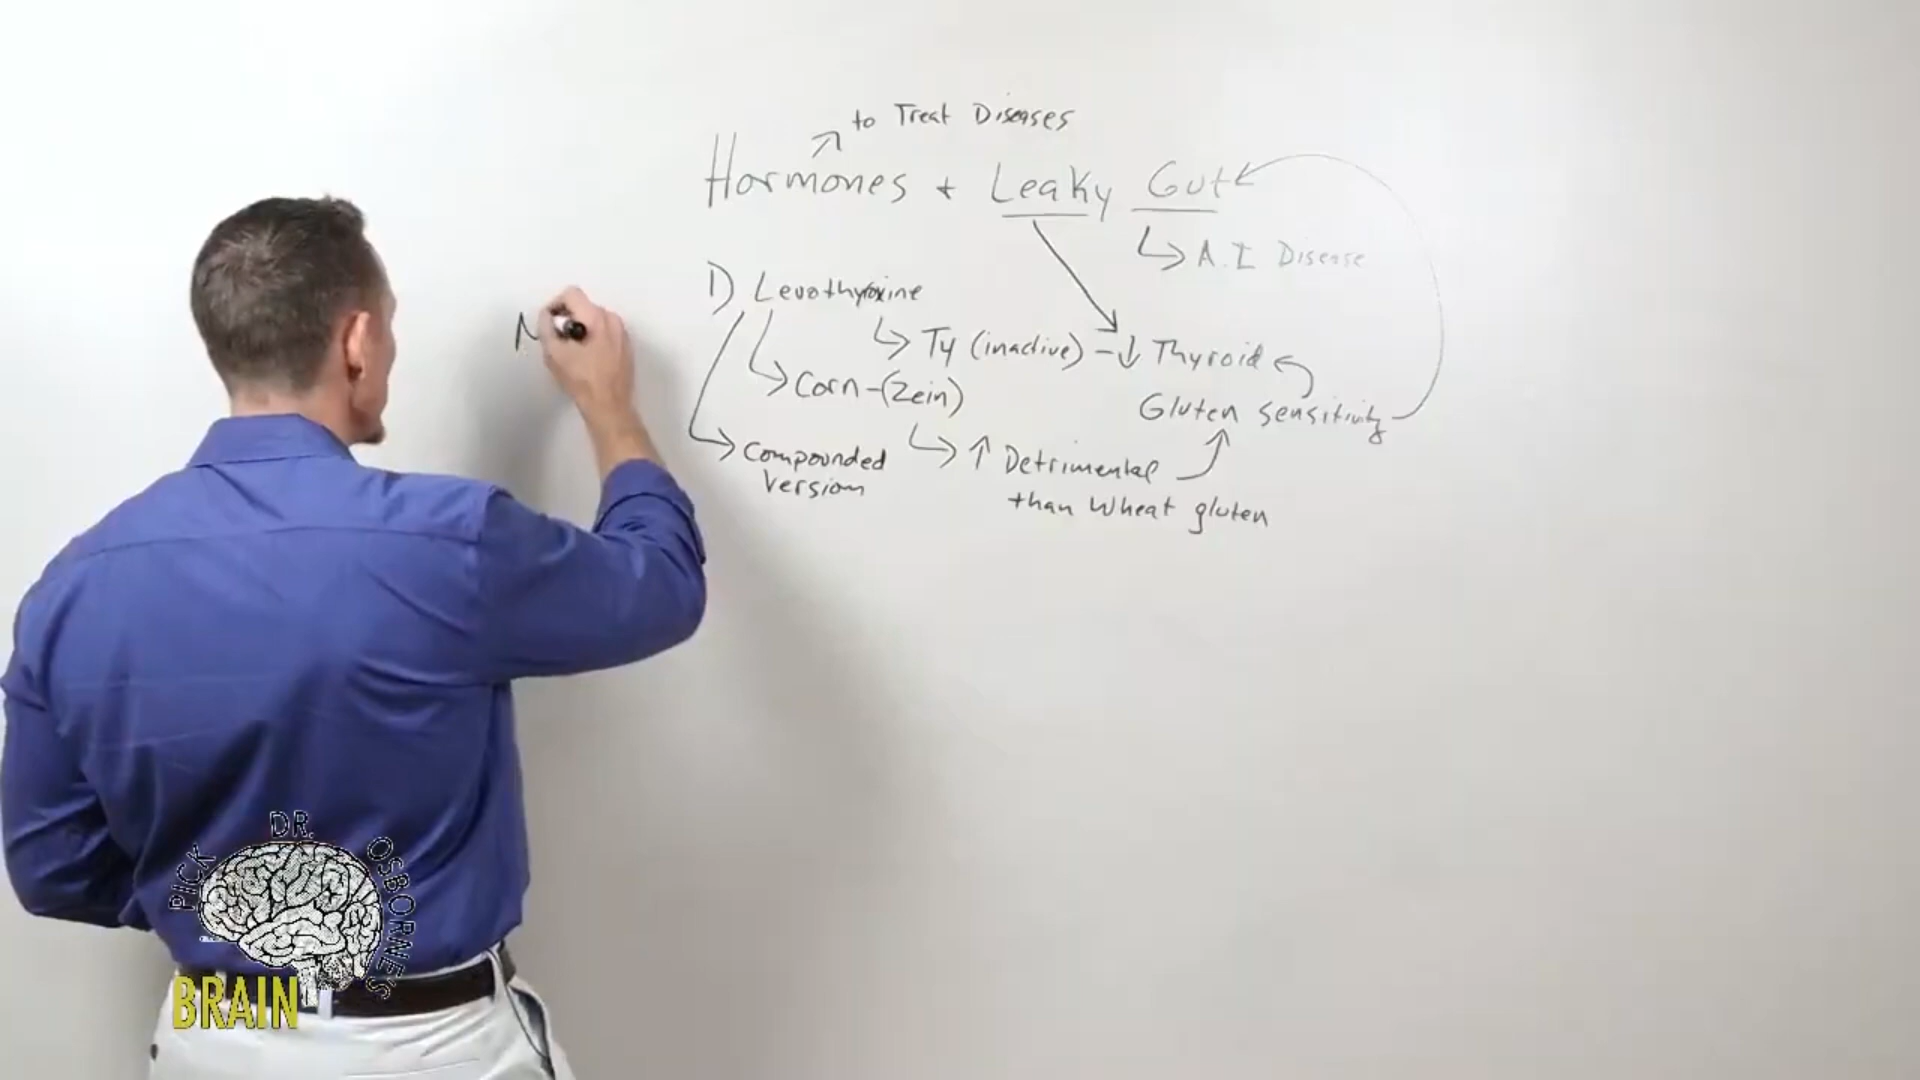 to Treat Diseases
Hormones + Leaky Gut
A.I Disease
1) Levothyroxine
T4 (inactive) - ↓ Thyroid
Corn-(Zein)
Gluten sensitivity
Compounded
Version
↑ Detrimental
than Wheat gluten
PICK DR. OSBORNE'S
BRAIN